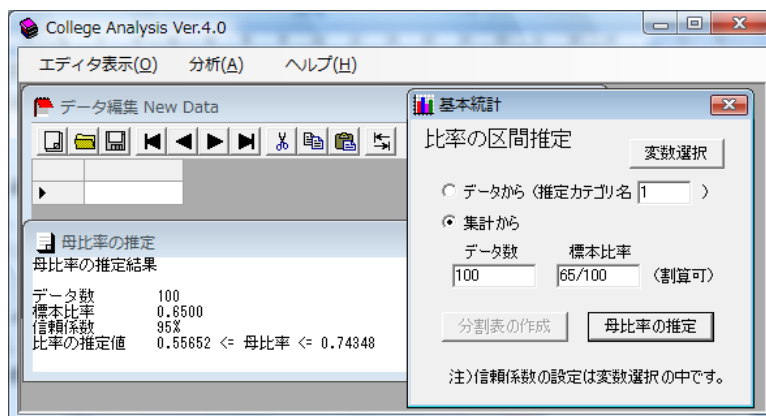 College Analysis Ver.4.0
エディタ表示(O) 分析(A) ヘルプ(H)
データ編集 New Data
母比率の推定
母比率の推定結果
データ数 100
標本比率 0.6500
信頼係数 95%
比率の推定値 0.55652 <= 母比率 <= 0.74348
基本統計
比率の区間推定
変数選択
データから (推定カテゴリ名 1 )
集計から
データ数 標本比率
100 65/100 (割算可)
分割表の作成 母比率の推定
注)信頼係数の設定は変数選択の中です。